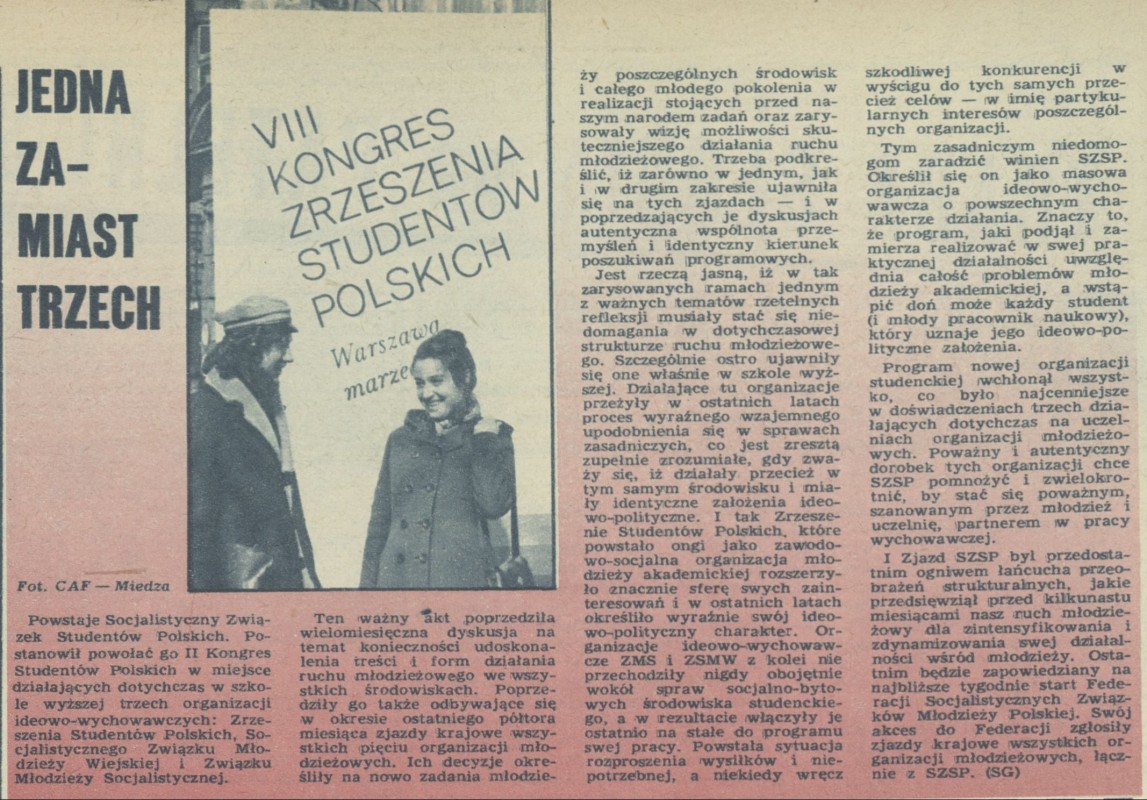 JEDNA
ZA-
MIAST
TRZECH
VIII
KONGRES
ZRZESZENIA
STUDENTÓW
POLSKICH
Warszawa
marze
Fot. CAF — Miedza
Powstaje Socjalistyczny Zwią-
zek Studentów Polskich. Po-
stanowił powołać go II Kongres
Studentów Polskich w miejsce
działających dotychczas w szko-
le wyższej trzech organizacji
ideowo-wychowawczych: Zrze-
szenia Studentów Polskich, So-
cjalistycznego Związku Mło-
dzieży Wiejskiej i Związku
Młodzieży Socjalistycznej.
Ten ważny akt poprzedziła
wielomiesięczna dyskusja na
temat konieczności udoskona-
lenia treści i form działania
ruchu młodzieżowego we wszy-
stkich środowiskach. Poprze-
dziły go także odbywające się
w okresie ostatniego półtora
miesiąca zjazdy krajowe wszy-
stkich pięciu organizacji mło-
dzieżowych. Ich decyzje okre-
śliły na nowo zadania młodzie-
ży poszczególnych środowisk
i całego młodego pokolenia w
realizacji stojących przed na-
szym narodem zadań oraz zary-
sowały wizję możliwości sku-
teczniejszego działania ruchu
młodzieżowego. Trzeba podkre-
ślić, iż zarówno w jednym, jak
i w drugim zakresie ujawniła
się na tych zjazdach — i w
poprzedzających je dyskusjach
autentyczna wspólnota prze-
myśleń i identyczny kierunek
poszukiwań programowych.
Jest rzeczą jasną, iż w tak
zarysowanych ramach jednym
z ważnych tematów rzetelnych
refleksji musiały stać się nie-
domagania w dotychczasowej
strukturze ruchu młodzieżowe-
go. Szczególnie ostro ujawniły
się one właśnie w szkole wyż-
szej. Działające tu organizacje
przeżyły w ostatnich latach
proces wyraźnego wzajemnego
upodobnienia się w sprawach
zasadniczych, co jest zresztą
zupełnie zrozumiałe, gdy zwa-
ży się, iż działały przecież w
tym samym środowisku i mia-
ły identyczne założenia ideo-
wo-polityczne. I tak Zrzesze-
nie Studentów Polskich, które
powstało ongi jako zawodo-
wo-socjalna organizacja mło-
dzieży akademickiej rozszerzy-
ło znacznie sferę swych zain-
teresowań i w ostatnich latach
określiło wyraźnie swój ideo-
wo-polityczny charakter. Or-
ganizacje ideowo-wychowaw-
cze ZMS i ZSMW z kolei nie
przechodziły nigdy obojętnie
wokół spraw socjalno-byto-
wych środowiska studenckie-
go, a w rezultacie włączyły je
ostatnio na stałe do programu
swej pracy. Powstała sytuacja
rozproszenia wysiłków i nie-
potrzebnej, a niekiedy wręcz
szkodliwej konkurencji w
wyścigu do tych samych prze-
cież celów — w imię partyku-
larnych interesów poszczegól-
nych organizacji.
Tym zasadniczym niedomo-
gom zaradzić winien SZSP.
Określił się on jako masowa
organizacja ideowo-wycho-
wawcza o powszechnym cha-
rakterze działania. Znaczy to,
że program, jaki podjął i za-
mierza realizować w swej pra-
ktycznej działalności uwzglę-
dnia całość problemów mło-
dzieży akademickiej, a wstą-
pić doń może każdy student
(i młody pracownik naukowy),
który uznaje jego ideowo-po-
lityczne założenia.
Program nowej organizacji
studenckiej wchłonął wszyst-
ko, co było najcenniejsze
w doświadczeniach trzech dzia-
łających dotychczas na uczel-
niach organizacji młodzieżo-
wych. Poważny i autentyczny
dorobek tych organizacji chce
SZSP pomnożyć i zwielokro-
tnić, by stać się poważnym,
szanowanym przez młodzież i
uczelnię, partnerem w pracy
wychowawczej.
I Zjazd SZSP był przedosta-
tnim ogniwem łańcucha przeo-
brażeń strukturalnych, jakie
przedsięwziął przed kilkunastu
miesiącami nasz ruch młodzie-
żowy dla zintensyfikowania i
zdynamizowania swej działal-
ności wśród młodzieży. Osta-
tnim będzie zapowiedziany na
najbliższe tygodnie start Fede-
racji Socjalistycznych Związ-
ków Młodzieży Polskiej. Swój
akces do Federacji zgłosiły
zjazdy krajowe wszystkich or-
ganizacji młodzieżowych, łącz-
nie z SZSP. (SG)